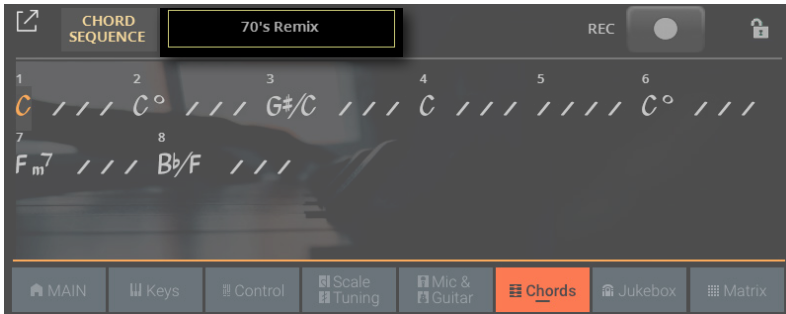 CHORD SEQUENCE 70's Remix REC
1 2 3 4 5 6
C / / / C° / / / G♯/C / / / C / / / / / / / C° / / /
7 8
Fm7 / / / B♭/F / / /
MAIN Keys Control Scale Tuning Mic & Guitar Chords Jukebox Matrix